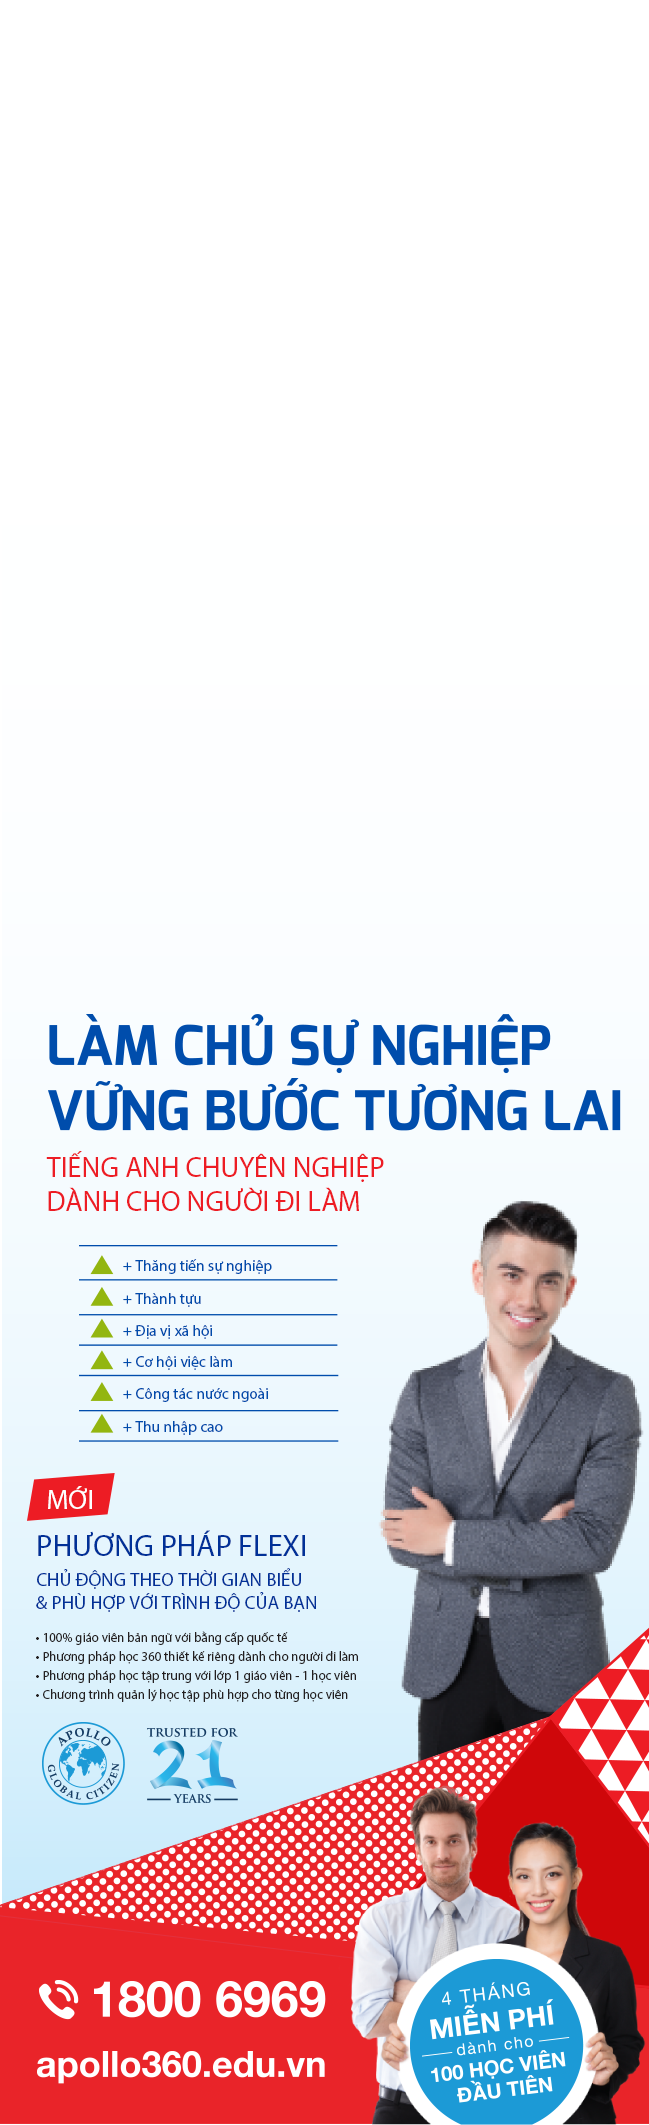 LÀM CHỦ SỰ NGHIỆP
VỮNG BƯỚC TƯƠNG LAI
TIẾNG ANH CHUYÊN NGHIỆP
DÀNH CHO NGƯỜI ĐI LÀM
+ Thăng tiến sự nghiệp
+ Thành tựu
+ Địa vị xã hội
+ Cơ hội việc làm
+ Công tác nước ngoài
+ Thu nhập cao
MỚI
PHƯƠNG PHÁP FLEXI
CHỦ ĐỘNG THEO THỜI GIAN BIỂU
& PHÙ HỢP VỚI TRÌNH ĐỘ CỦA BẠN
• 100% giáo viên bản ngữ với bằng cấp quốc tế
• Phương pháp học 360 thiết kế riêng dành cho người di làm
• Phương pháp học tập trung với lớp 1 giáo viên - 1 học viên
• Chương trình quản lý học tập phù hợp cho từng học viên
APOLLO
GLOBAL CITIZEN
TRUSTED FOR
21
YEARS
1800 6969
apollo360.edu.vn
4 THÁNG
MIỄN PHÍ
dành cho
100 HỌC VIÊN
ĐẦU TIÊN